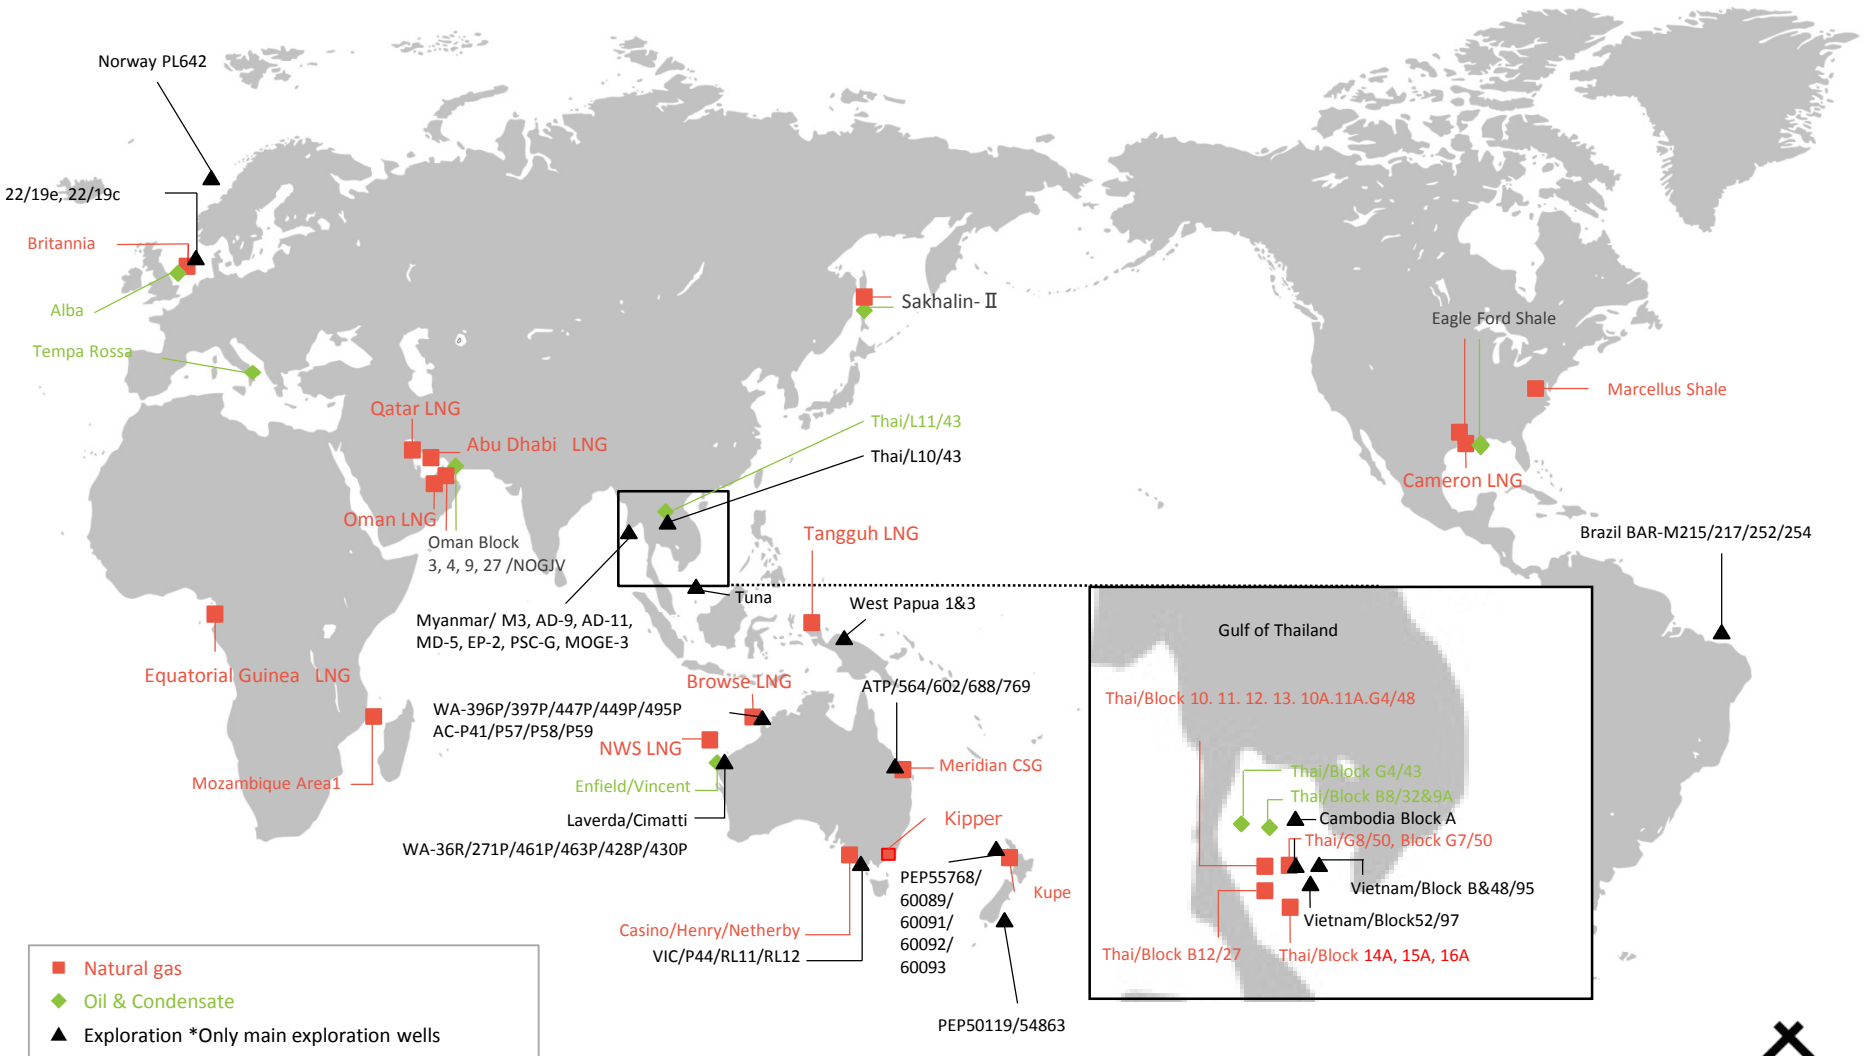 Norway PL642
22/19e, 22/19c
Britannia
Alba
Tempa Rossa
Sakhalin-Ⅱ
Eagle Ford Shale
Marcellus Shale
Cameron LNG
Qatar LNG
Abu Dhabi LNG
Thai/L11/43
Thai/L10/43
Oman LNG
Oman Block
3, 4, 9, 27 /NOGJV
Tangguh LNG
Brazil BAR-M215/217/252/254
Tuna
West Papua 1&3
Myanmar/ M3, AD-9, AD-11,
MD-5, EP-2, PSC-G, MOGE-3
Equatorial Guinea LNG
Mozambique Area1
Browse LNG
ATP/564/602/688/769
WA-396P/397P/447P/449P/495P
AC-P41/P57/P58/P59
NWS LNG
Meridian CSG
Enfield/Vincent
Laverda/Cimatti
Kipper
WA-36R/271P/461P/463P/428P/430P
PEP55768/
60089/
60091/
60092/
60093
Kupe
Casino/Henry/Netherby
VIC/P44/RL11/RL12
PEP50119/54863
Gulf of Thailand
Thai/Block 10. 11. 12. 13. 10A.11A.G4/48
Thai/Block G4/43
Thai/Block B8/32&9A
Cambodia Block A
Thai/G8/50, Block G7/50
Vietnam/Block B&48/95
Vietnam/Block52/97
Thai/Block B12/27
Thai/Block 14A, 15A, 16A
Natural gas
Oil & Condensate
Exploration *Only main exploration wells